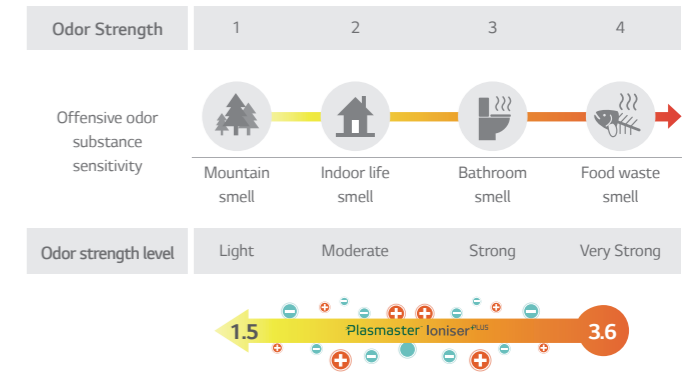 Odor Strength 1 2 3 4
Offensive odor
substance
sensitivity
Mountain Indoor life Bathroom Food waste
smell smell smell smell
Odor strength level Light Moderate Strong Very Strong
1.5 Plasmaster Ioniser PLUS 3.6